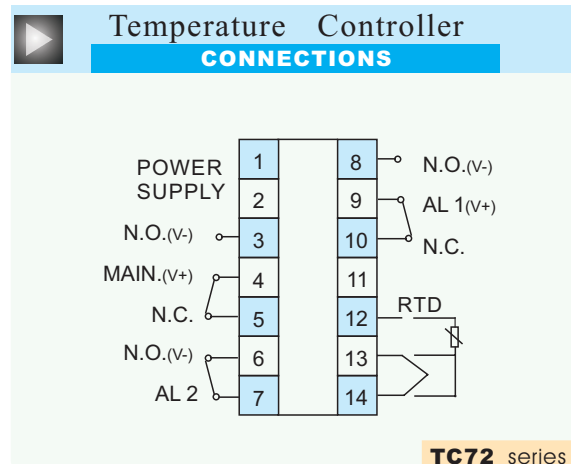 Temperature Controller
CONNECTIONS
POWER
SUPPLY
N.O.(V-)
MAIN.(V+)
N.C.
N.O.(V-)
AL 2
1
2
3
4
5
6
7
8
9
10
11
12
13
14
N.O.(V-)
AL 1(V+)
N.C.
RTD
TC72 series